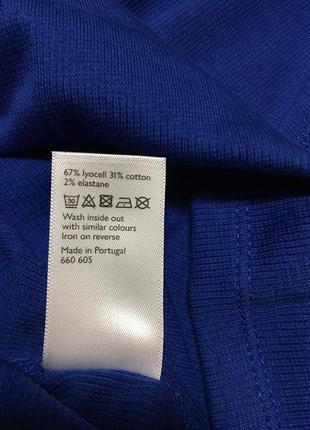 67% lyocell 31% cotton
2% elastane
30
Wash inside out
with similar colours
Iron on reverse
Made in Portugal
660 605